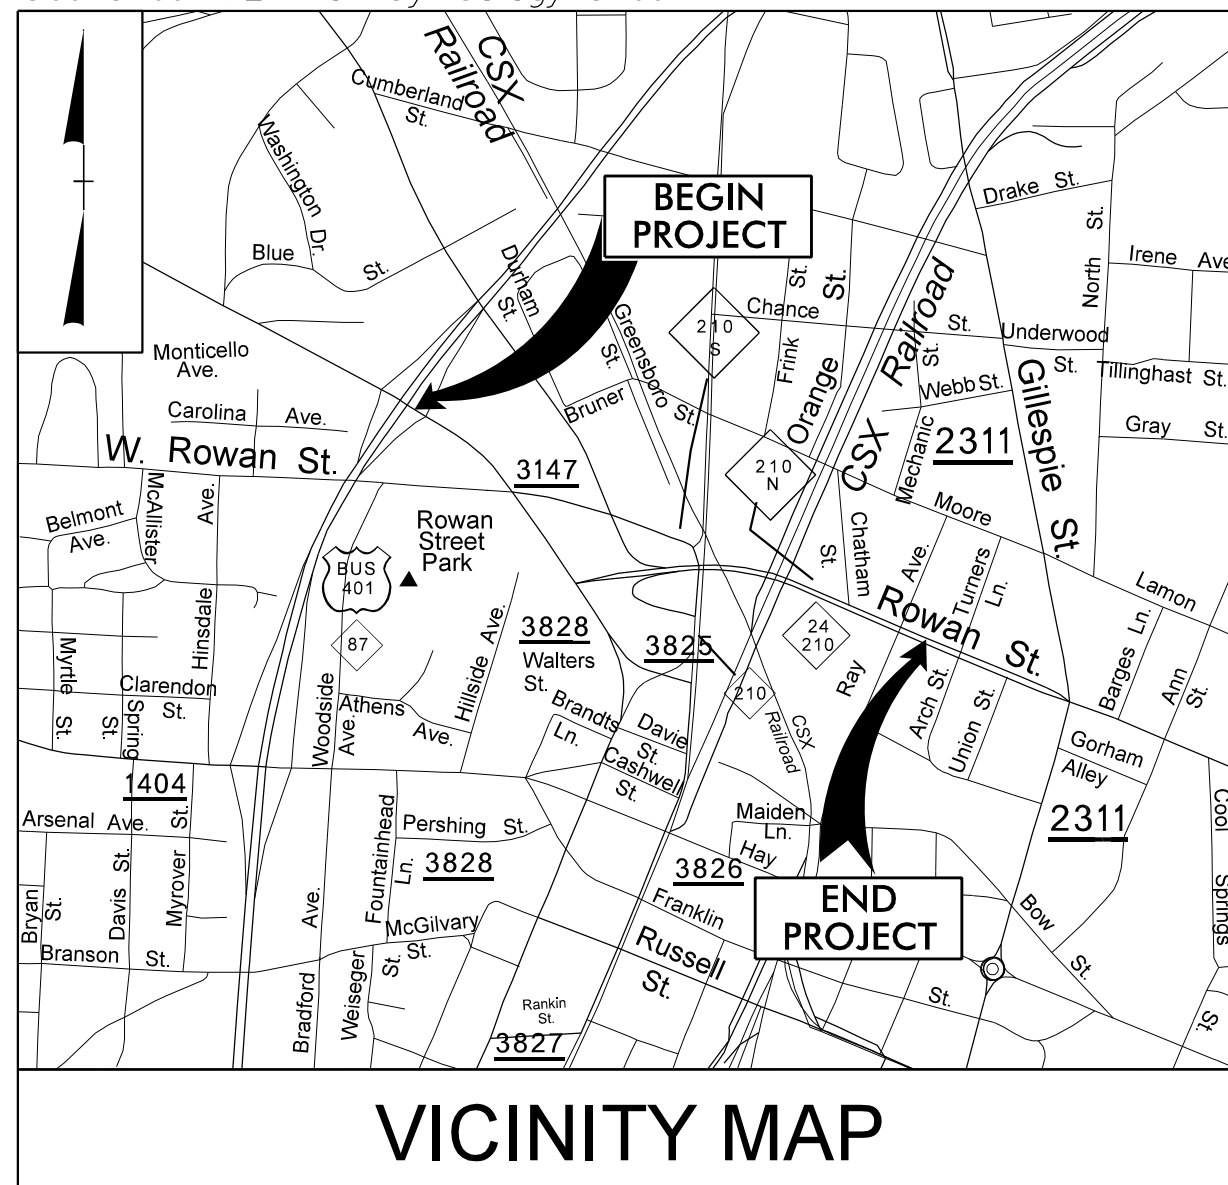 CSX
Railroad
Cumberland
St.
Washington
Dr.
BEGIN
PROJECT
Drake St.
North St.
Irene Ave
Blue St.
Durham
St.
Greensboro
St.
St.
210
S
Chance St.
Frink
St.
Orange
St.
CSX Railroad
Underwood
St.
Tillinghast St.
Monticello
Ave.
Carolina Ave.
Bruner
Webb St.
Mechanic
St.
Gillespie St.
Gray St.
W. Rowan St.
3147
2311
210
N
McAllister
Ave.
Belmont
Ave.
Rowan
Street
Park
BUS
401
87
Chatham
St.
Moore
Lamon
Ave.
Turners
Ln.
Rowan St.
Hinsdale
Hillside Ave.
3828
Walters
St.
3825
24
210
Ray
Barges Ln.
Ann
St.
Myrtle
St.
Clarendon
St.
Spring
St.
Woodside
Ave.
Athens
Ave.
Brandts
Ln.
Davie
St.
Cashwell
St.
210
CSX
Railroad
Arch St.
Union St.
Gorham
Alley
1404
2311
Arsenal Ave.
St.
Myrover
Davis St.
Bryan
St.
Branson St.
Fountainhead
Ln.
Pershing St.
3828
McGilvary
St.
Maiden
Ln.
Hay
3826
Franklin
END
PROJECT
Cool Springs
St.
Bow
St.
St.
Russell
St.
Bradford
Ave.
Weiseger
St.
Rankin
St.
3827
VICINITY MAP